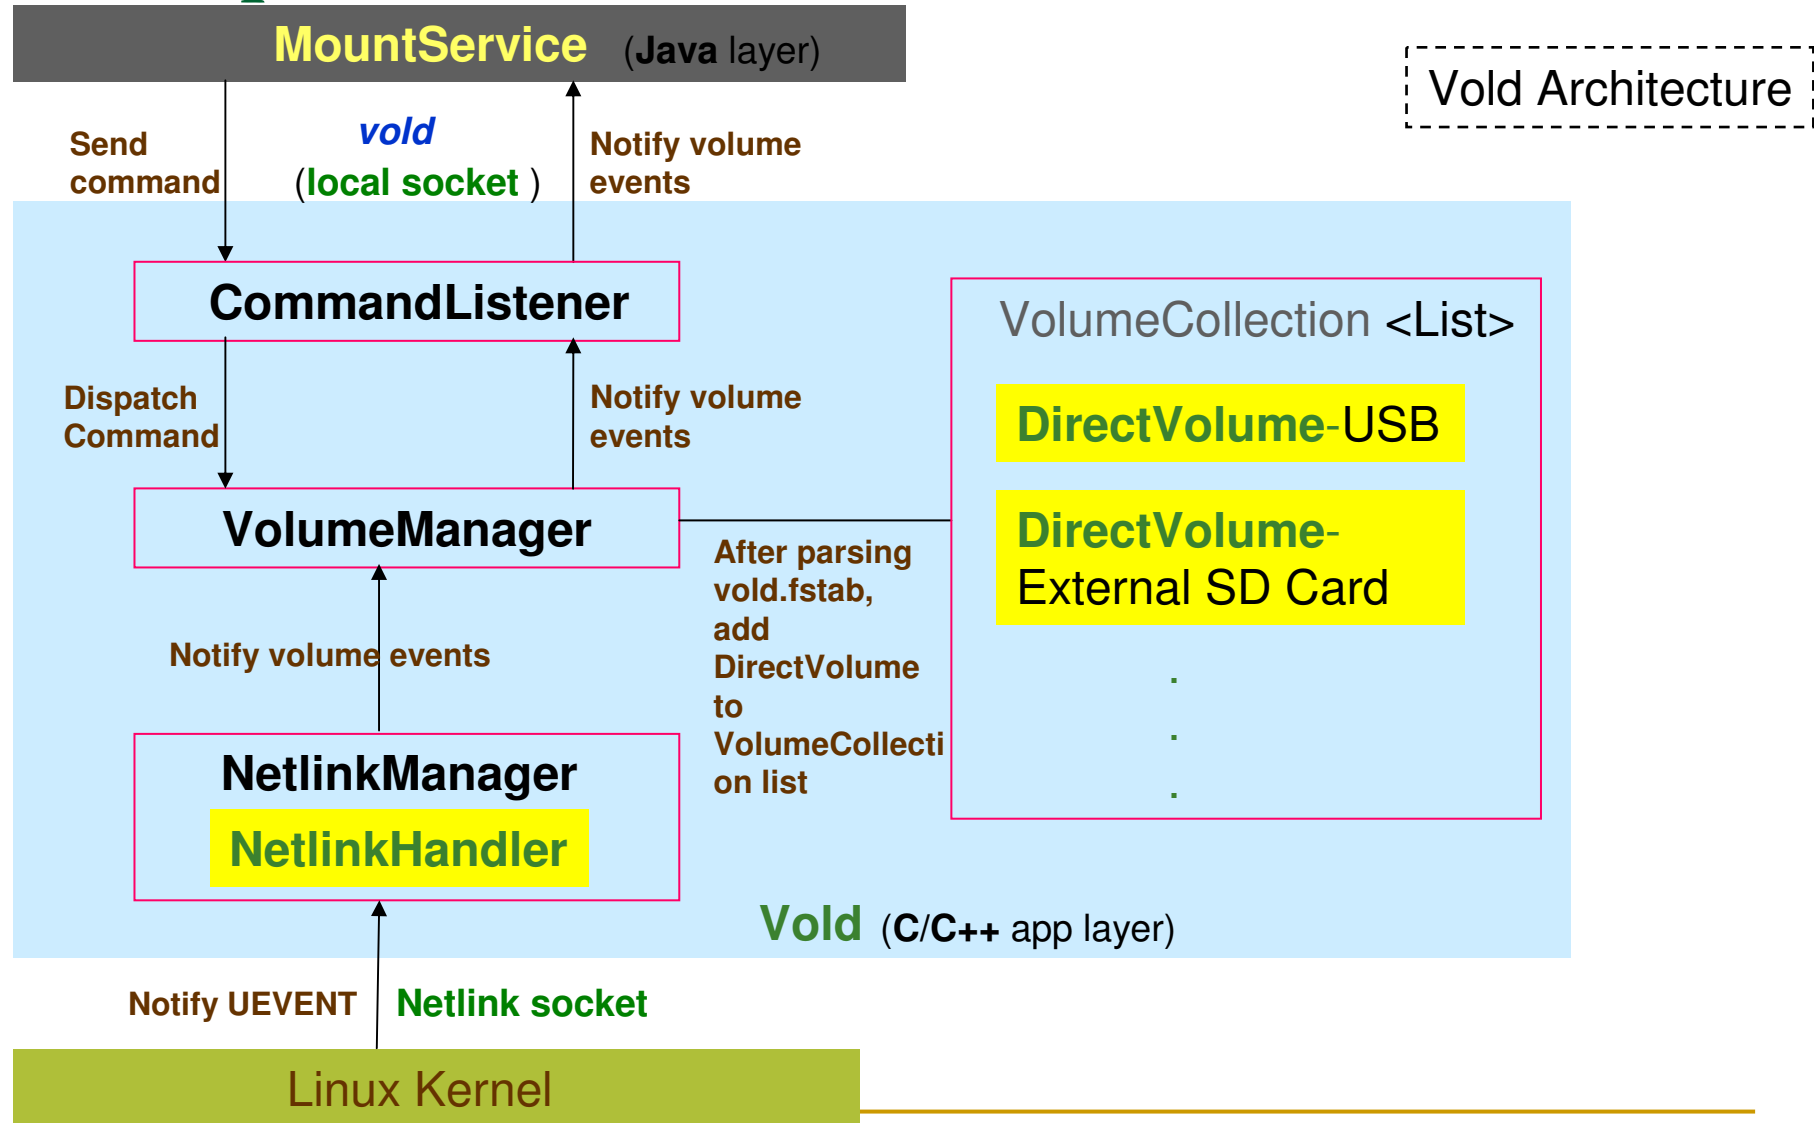 MountService (Java layer)
Vold Architecture
Send
command
vold
(local socket )
Notify volume
events
CommandListener
VolumeCollection <List>
Dispatch
Command
Notify volume
events
DirectVolume-USB
VolumeManager
DirectVolume-
External SD Card
After parsing
vold.fstab,
add
DirectVolume
to
VolumeCollecti
on list
Notify volume events
.
.
.
NetlinkManager
NetlinkHandler
Vold (C/C++ app layer)
Notify UEVENT
Netlink socket
Linux Kernel